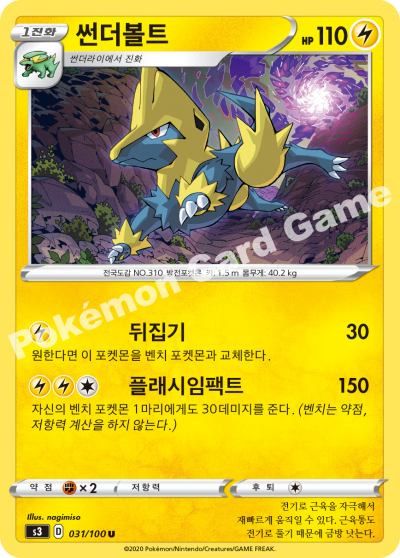 1진화
썬더볼트
HP 110
썬더라이에서 진화
전국도감 NO.310 방전포켓몬 키: 1.5 m 몸무게: 40.2 kg
Pokémon Card Game
뒤집기 30
원한다면 이 포켓몬을 벤치 포켓몬과 교체한다.
플래시임팩트 150
자신의 벤치 포켓몬 1마리에게도 30데미지를 준다. (벤치는 약점,
저항력 계산을 하지 않는다.)
약점 ×2 저항력 후퇴
Illus. nagimiso
s3 D 031/100 U
전기로 근육을 자극해서
재빠르게 움직일 수 있다. 근육통도
전기로 풀기 때문에 금방 낫는다.
©2020 Pokémon/Nintendo/Creatures/GAME FREAK.